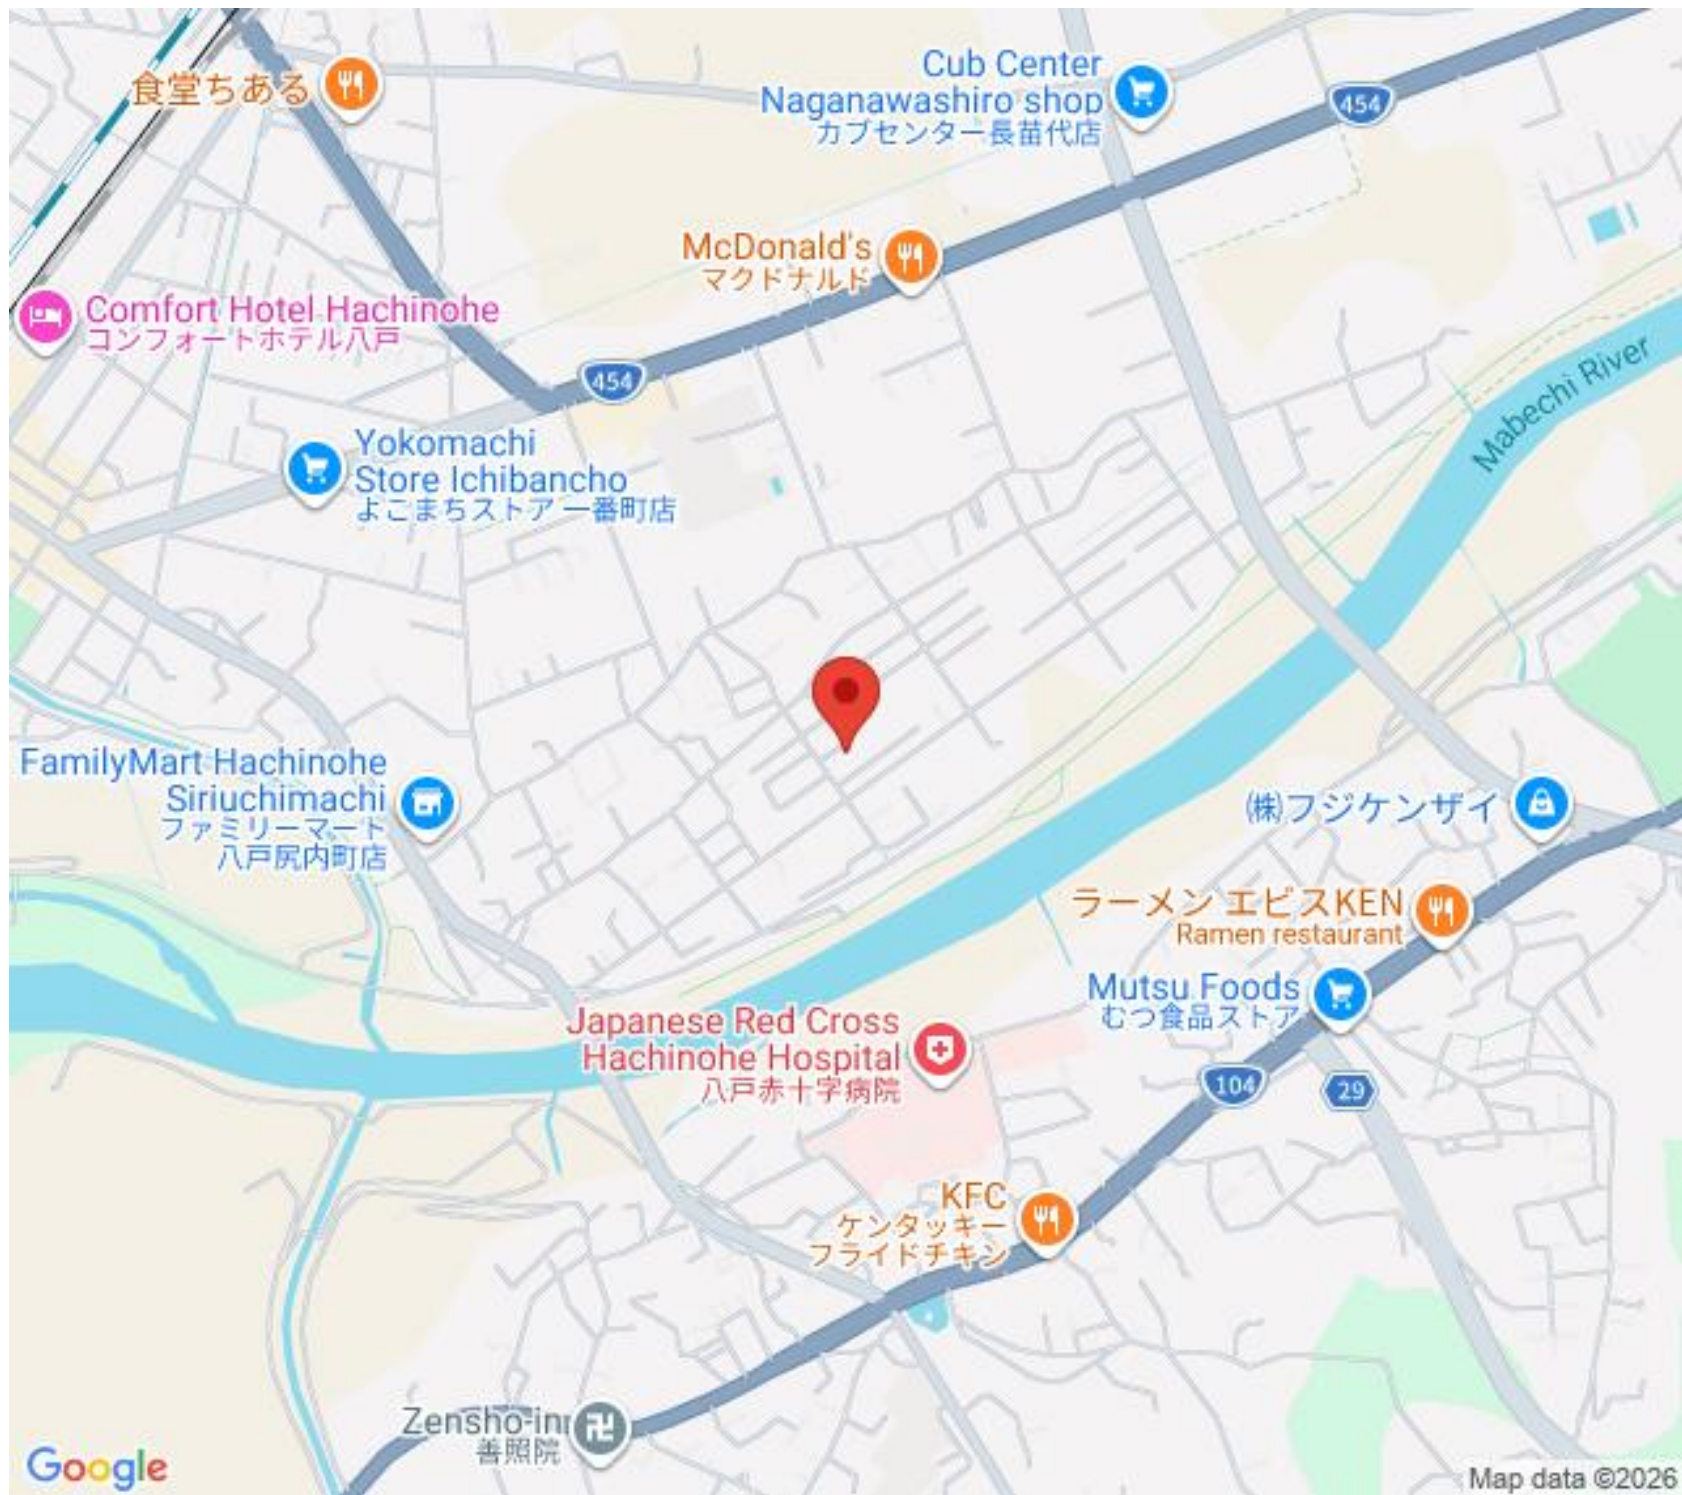 食堂ちある
Cub Center
Naganawashiro shop
カブセンター長苗代店
454
McDonald's
マクドナルド
Comfort Hotel Hachinohe
コンフォートホテル八戸
454
Mabechi River
Yokomachi
Store Ichibancho
よこまちストア 一番町店
FamilyMart Hachinohe
Siriuchimachi
ファミリーマート
八戸尻内町店
㈱フジケンザイ
ラーメン エビスKEN
Ramen restaurant
Mutsu Foods
むつ食品ストア
Japanese Red Cross
Hachinohe Hospital
八戸赤十字病院
104
29
KFC
ケンタッキー
フライドチキン
Zensho-in
善照院
Google
Map data ©2026